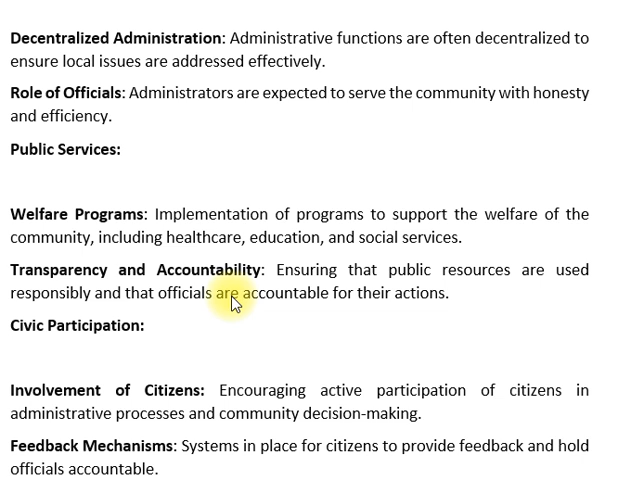 Decentralized Administration: Administrative functions are often decentralized to
ensure local issues are addressed effectively.
Role of Officials: Administrators are expected to serve the community with honesty
and efficiency.
Public Services:
Welfare Programs: Implementation of programs to support the welfare of the
community, including healthcare, education, and social services.
Transparency and Accountability: Ensuring that public resources are used
responsibly and that officials are accountable for their actions.
Civic Participation:
Involvement of Citizens: Encouraging active participation of citizens in
administrative processes and community decision-making.
Feedback Mechanisms: Systems in place for citizens to provide feedback and hold
officials accountable.